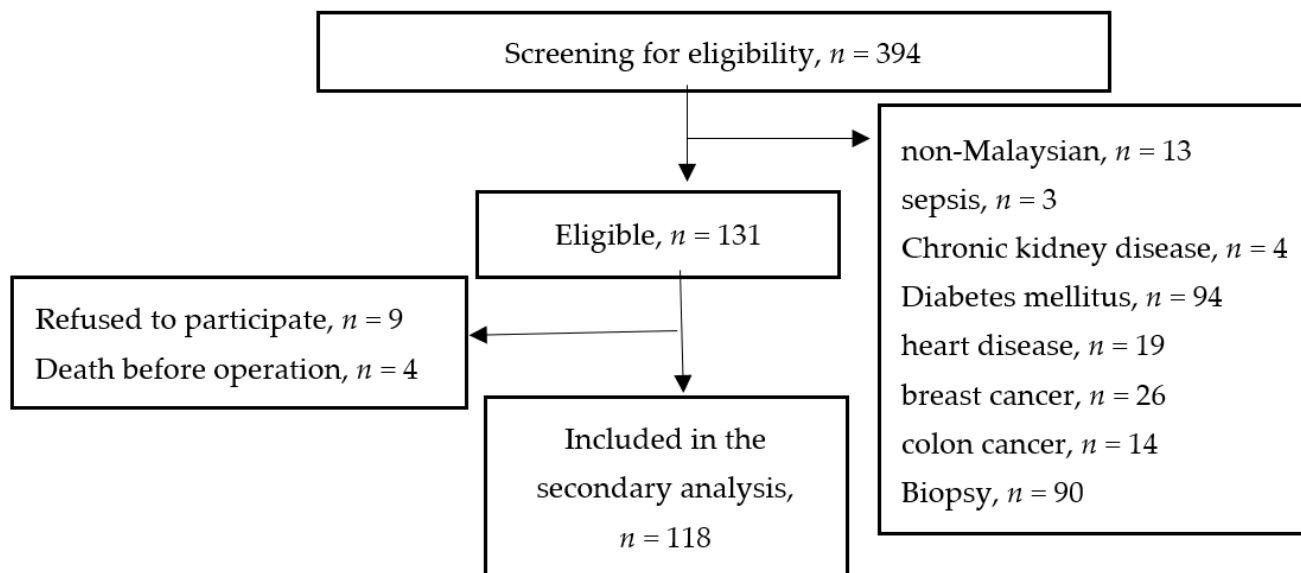 Screening for eligibility, n = 394
non-Malaysian, n = 13
sepsis, n = 3
Chronic kidney disease, n = 4
Diabetes mellitus, n = 94
heart disease, n = 19
breast cancer, n = 26
colon cancer, n = 14
Biopsy, n = 90
Eligible, n = 131
Refused to participate, n = 9
Death before operation, n = 4
Included in the
secondary analysis,
n = 118